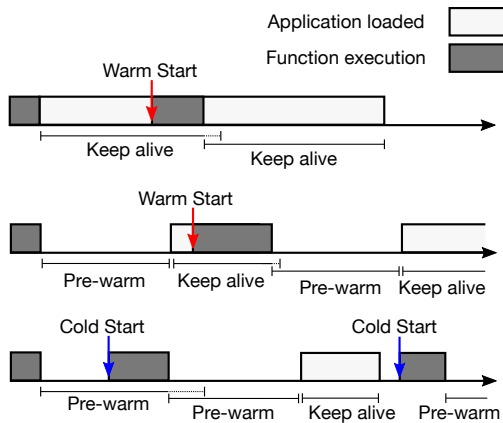 Application loaded
Function execution
Warm Start
Keep alive
Keep alive
Warm Start
Pre-warm
Keep alive
Pre-warm
Keep alive
Cold Start
Cold Start
Pre-warm
Pre-warm
Keep alive
Pre-warm